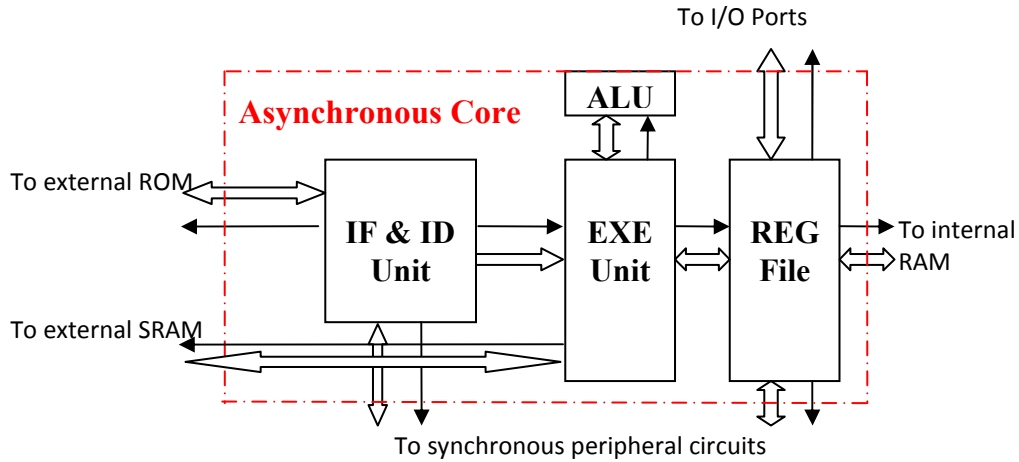 To I/O Ports
ALU
Asynchronous Core
To external ROM
IF & ID
Unit
EXE
Unit
REG
File
To internal
RAM
To external SRAM
To synchronous peripheral circuits